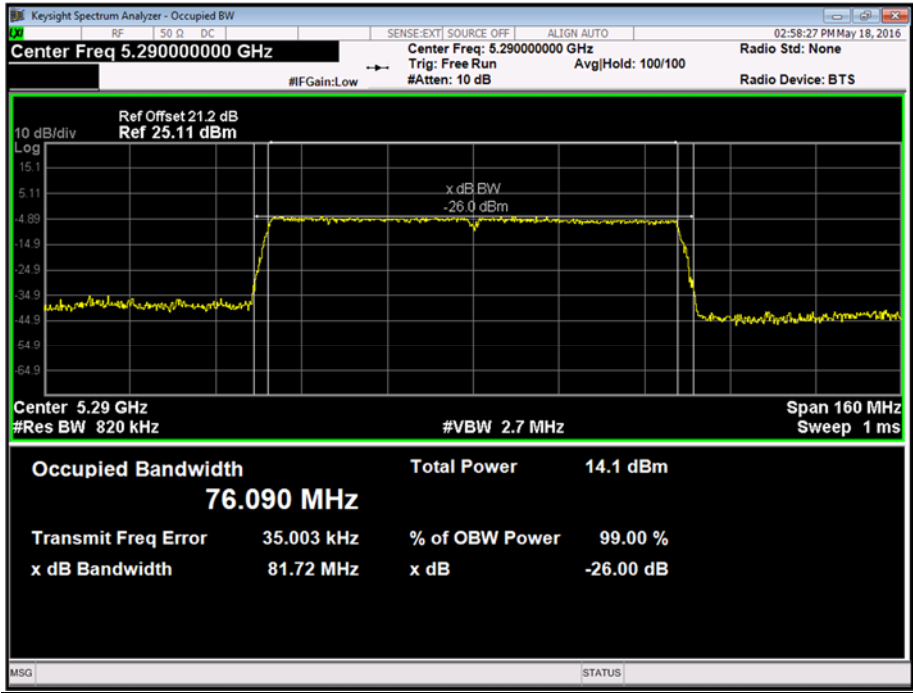 Keysight Spectrum Analyzer - Occupied BW
LXI RF 50 Ω DC SENSE:EXT SOURCE OFF ALIGN AUTO 02:58:27 PM May 18, 2016
Center Freq 5.290000000 GHz Center Freq: 5.290000000 GHz Radio Std: None
Trig: Free Run Avg|Hold: 100/100
#IFGain:Low #Atten: 10 dB Radio Device: BTS
Ref Offset 21.2 dB
10 dB/div Ref 25.11 dBm
Log
15.1
5.11
x dB BW
-26.0 dBm
-4.89
-14.9
-24.9
-34.9
-44.9
-54.9
-64.9
Center 5.29 GHz Span 160 MHz
#Res BW 820 kHz #VBW 2.7 MHz Sweep 1 ms
Occupied Bandwidth Total Power 14.1 dBm
76.090 MHz
Transmit Freq Error 35.003 kHz % of OBW Power 99.00 %
x dB Bandwidth 81.72 MHz x dB -26.00 dB
MSG STATUS